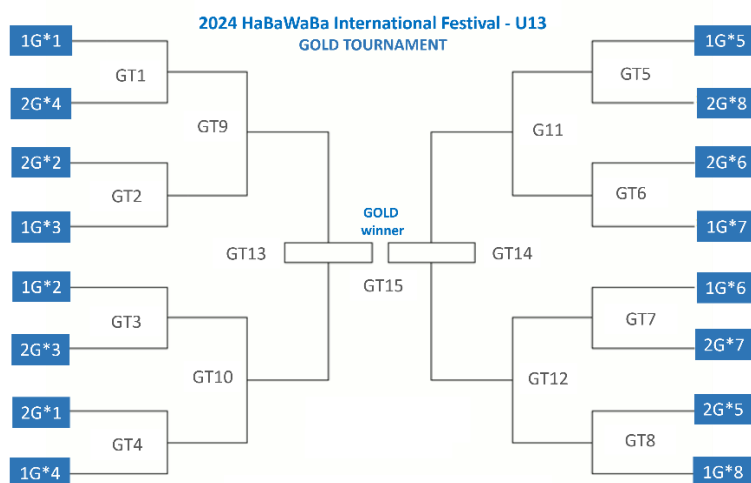 2024 HaBaWaBa International Festival - U13
GOLD TOURNAMENT
1G*1
1G*5
GT1
GT5
2G*4
2G*8
GT9
G11
2G*2
2G*6
GT2
GT6
1G*3
1G*7
GOLD
winner
GT13
GT14
GT15
1G*2
1G*6
GT3
GT7
2G*3
2G*7
GT10
GT12
2G*1
2G*5
GT4
GT8
1G*4
1G*8